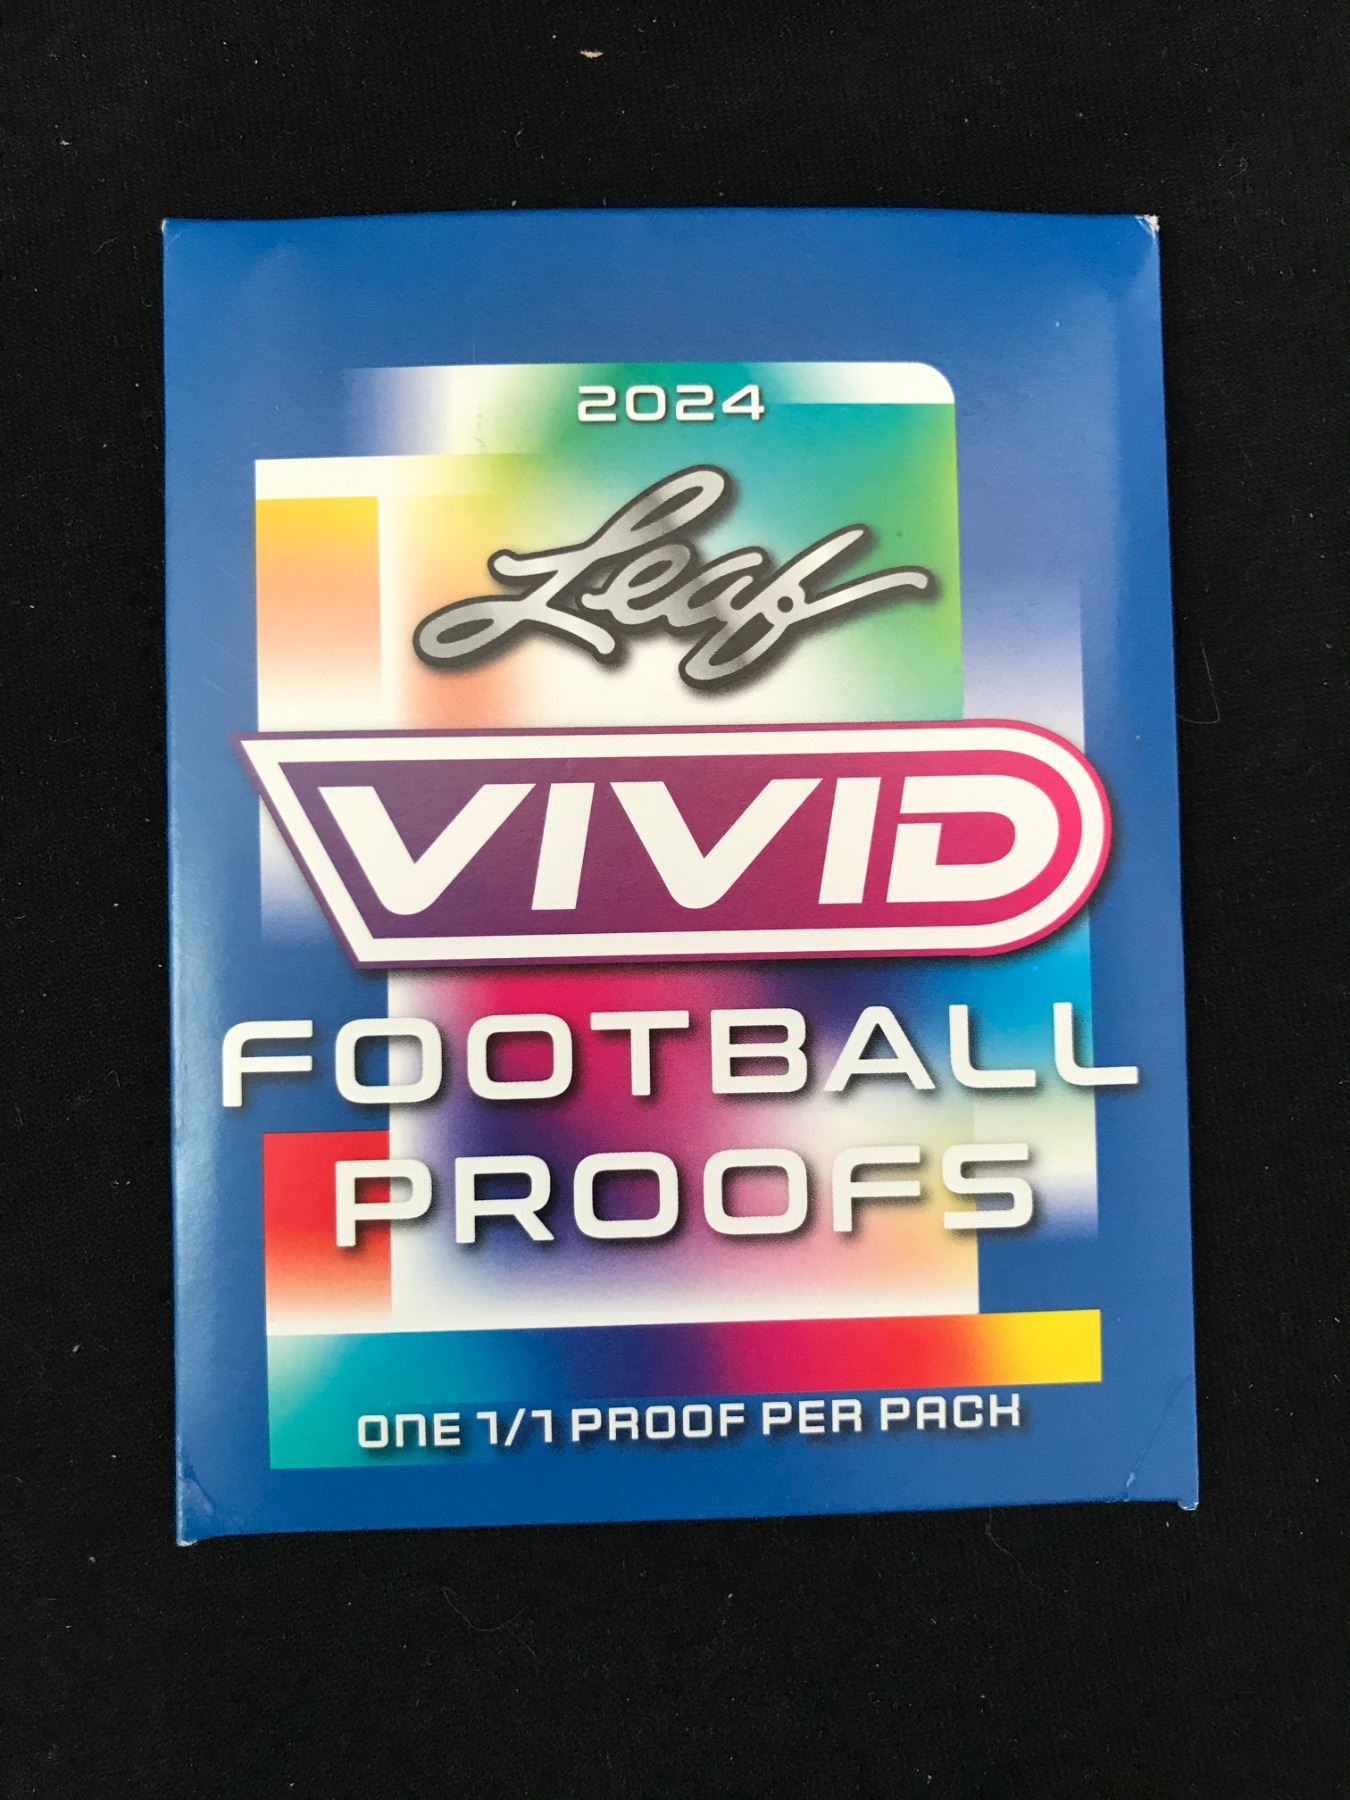 2024
Leaf
VIVID
FOOTBALL
PROOFS
ONE 1/1 PROOF PER PACK